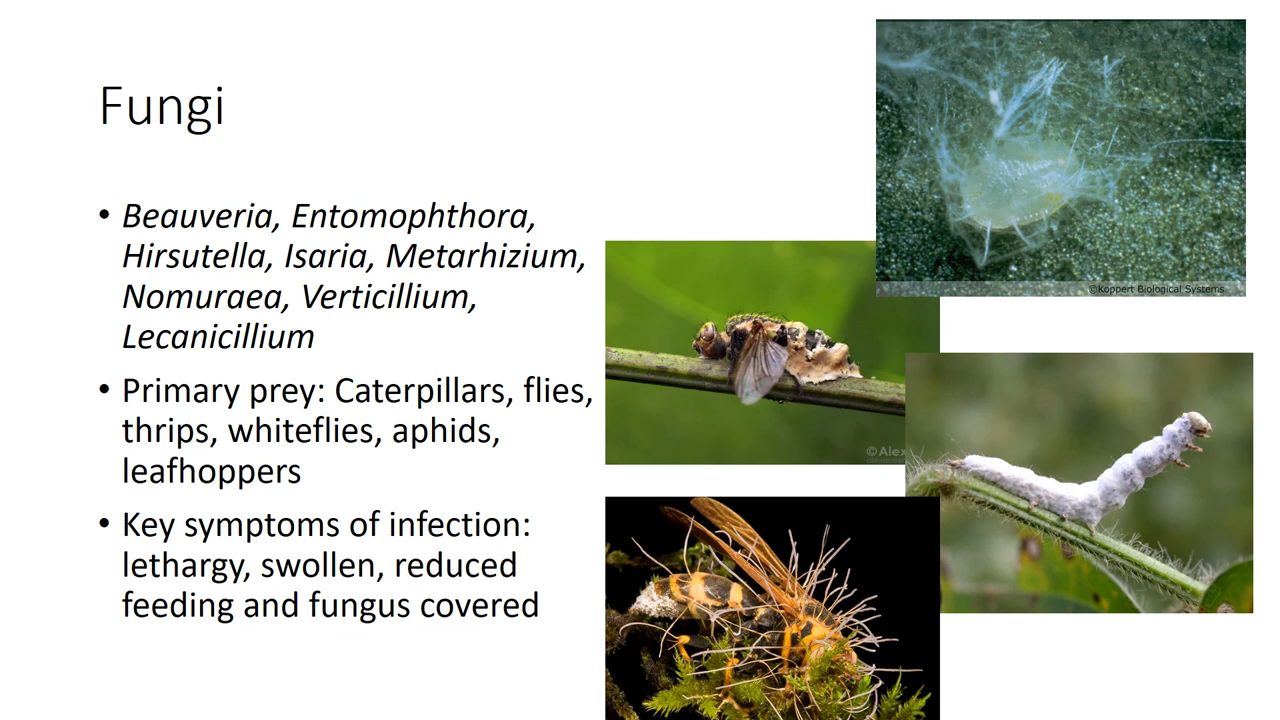 Fungi
• Beauveria, Entomophthora,
Hirsutella, Isaria, Metarhizium,
Nomuraea, Verticillium,
Lecanicillium
• Primary prey: Caterpillars, flies,
thrips, whiteflies, aphids,
leafhoppers
• Key symptoms of infection:
lethargy, swollen, reduced
feeding and fungus covered
©Koppert Biological Systems
©Alex